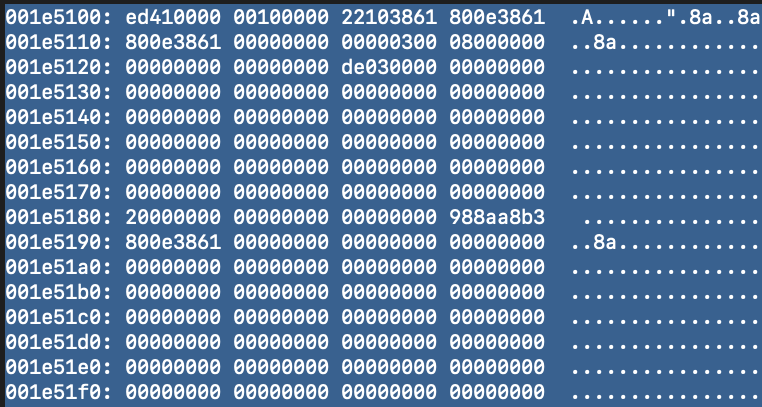 001e5100: ed410000 00100000 22103861 800e3861  .A......".8a..8a
001e5110: 800e3861 00000000 00000300 08000000  ..8a............
001e5120: 00000000 00000000 de030000 00000000  ................
001e5130: 00000000 00000000 00000000 00000000  ................
001e5140: 00000000 00000000 00000000 00000000  ................
001e5150: 00000000 00000000 00000000 00000000  ................
001e5160: 00000000 00000000 00000000 00000000  ................
001e5170: 00000000 00000000 00000000 00000000  ................
001e5180: 20000000 00000000 00000000 988aa8b3   ...............
001e5190: 800e3861 00000000 00000000 00000000  ..8a............
001e51a0: 00000000 00000000 00000000 00000000  ................
001e51b0: 00000000 00000000 00000000 00000000  ................
001e51c0: 00000000 00000000 00000000 00000000  ................
001e51d0: 00000000 00000000 00000000 00000000  ................
001e51e0: 00000000 00000000 00000000 00000000  ................
001e51f0: 00000000 00000000 00000000 00000000  ................